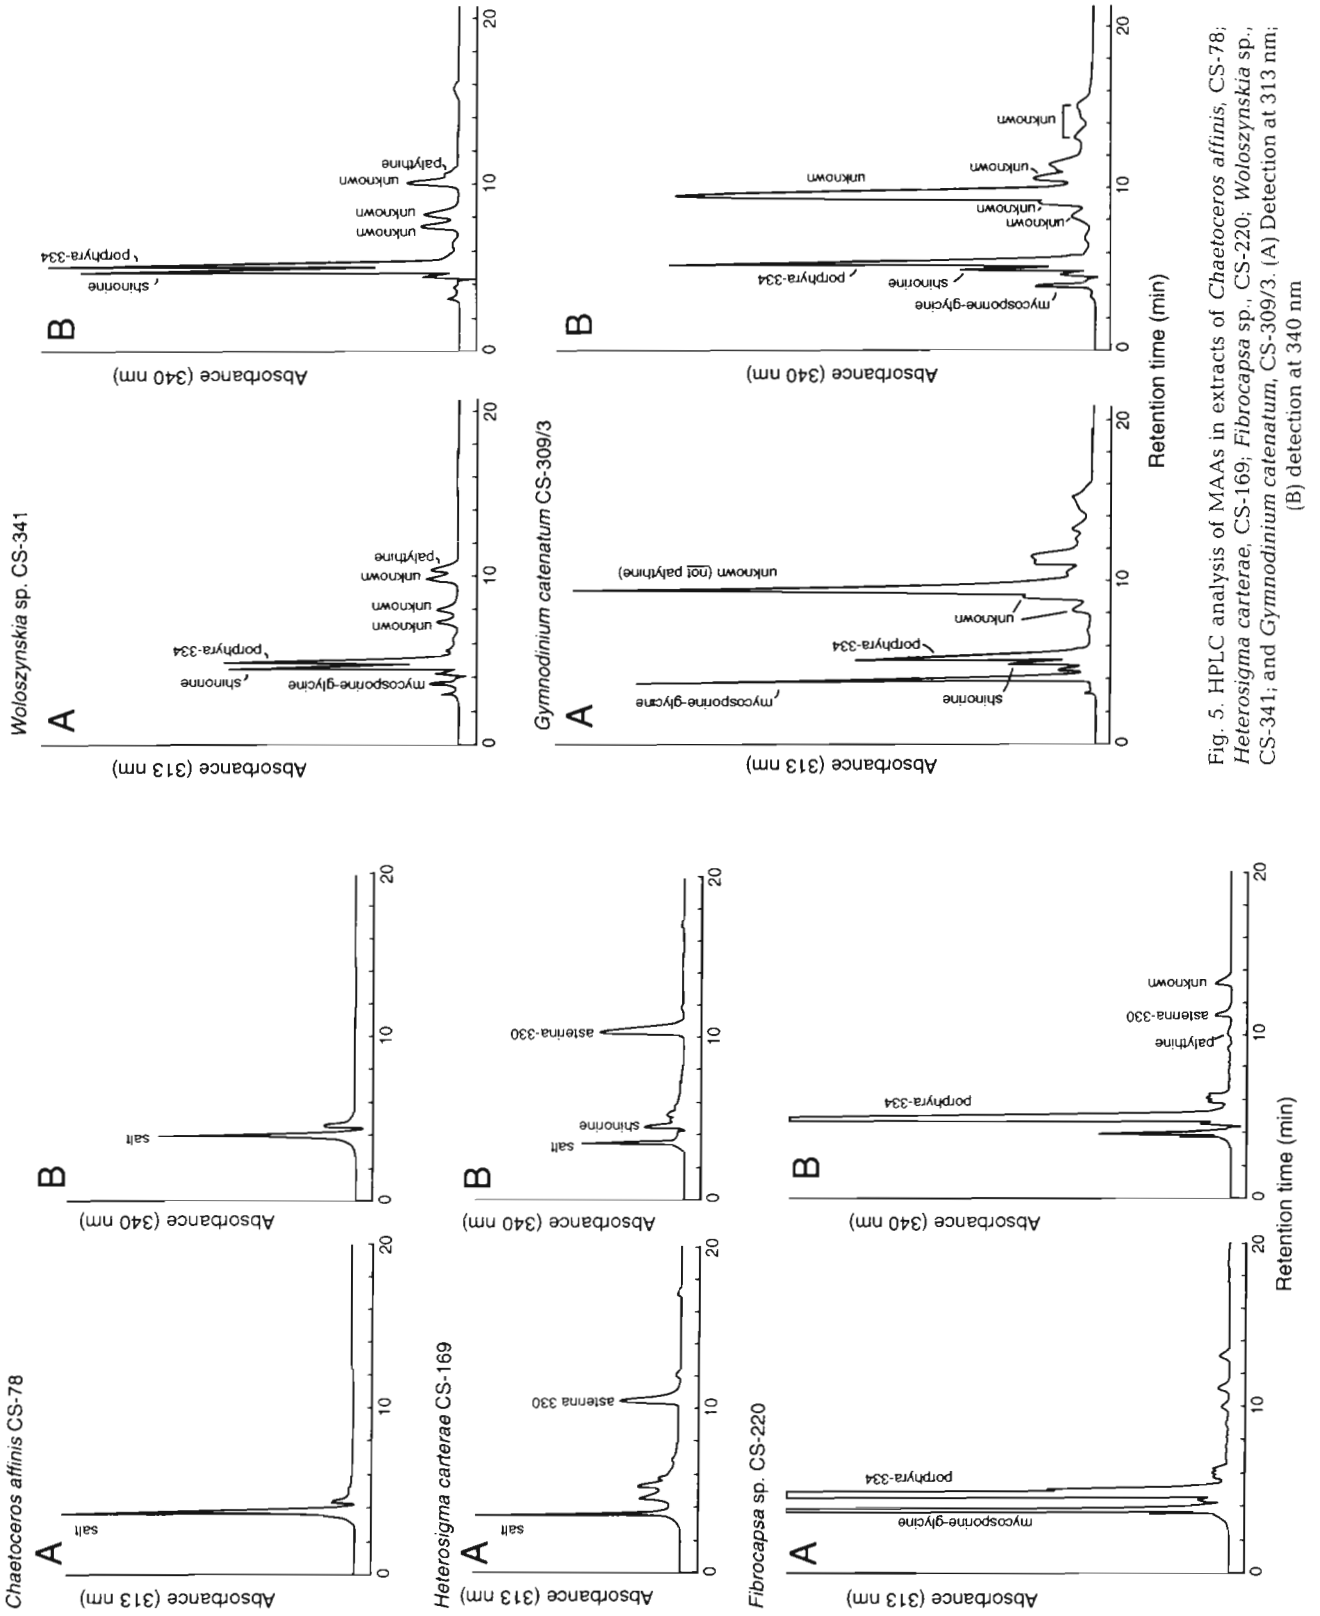 Chaetoceros affinis CS-78
A
salt
Absorbance (313 nm)
0
10
20
B
salt
Absorbance (340 nm)
0
10
20
Heterosigma carterae CS-169
A
salt
asterina 330
Absorbance (313 nm)
0
10
20
B
salt
shinorine
asterina-330
Absorbance (340 nm)
0
10
20
Fibrocapsa sp. CS-220
A
mycosporine-glycine
porphyra-334
Absorbance (313 nm)
0
10
20
B
porphyra-334
palythine
asterina-330
unknown
Absorbance (340 nm)
0
10
20
Retention time (min)
Woloszynskia sp. CS-341
A
mycosporine-glycine
shinorine
porphyra-334
unknown
unknown
unknown
palythine
Absorbance (313 nm)
0
10
20
B
shinorine
porphyra-334
unknown
unknown
unknown
palythine
Absorbance (340 nm)
0
10
20
Gymnodinium catenatum CS-309/3
A
mycosporine-glycine
shinorine
porphyra-334
unknown
unknown (not palythine)
Absorbance (313 nm)
0
10
20
B
mycosporine-glycine
shinorine
porphyra-334
unknown
unknown
unknown
unknown
unknown
Absorbance (340 nm)
0
10
20
Retention time (min)
Fig. 5. HPLC analysis of MAAs in extracts of Chaetoceros affinis, CS-78;
Heterosigma carterae, CS-169; Fibrocapsa sp., CS-220; Woloszynskia sp.,
CS-341; and Gymnodinium catenatum, CS-309/3. (A) Detection at 313 nm;
(B) detection at 340 nm